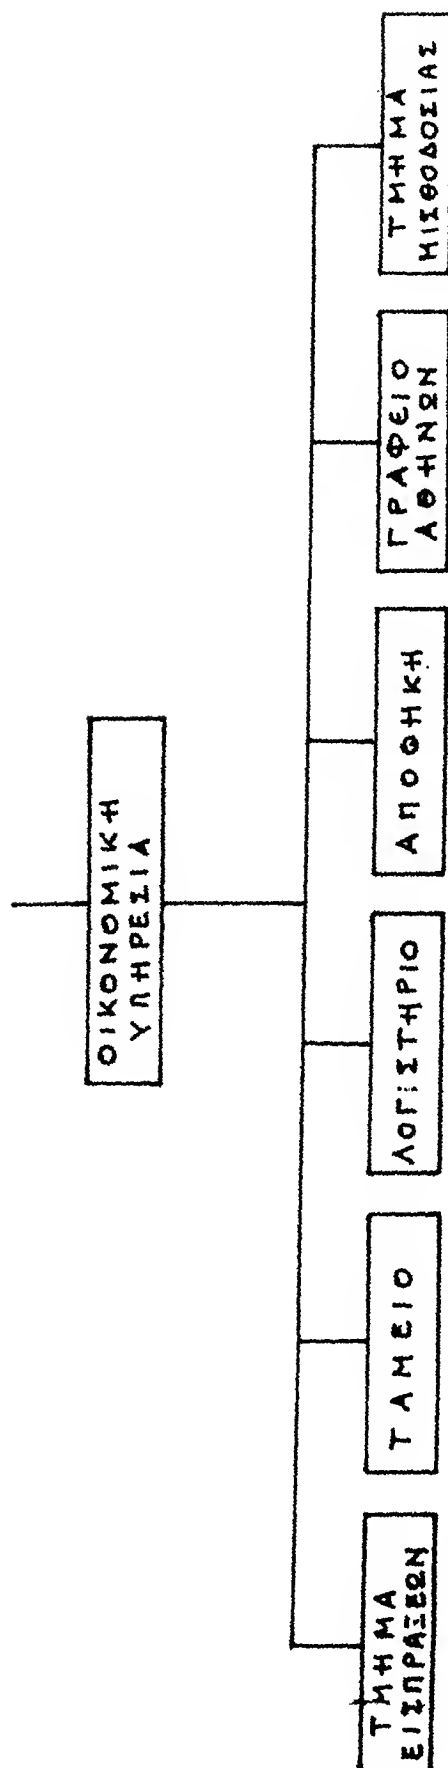 ΟΙΚΟΝΟΜΙΚΗ
ΥΠΗΡΕΣΙΑ
ΤΜΗΜΑ
ΕΙΣΠΡΑΞΕΩΝ
ΤΑΜΕΙΟ
ΛΟΓΙΣΤΗΡΙΟ
ΑΠΟΘΗΚΗ
ΓΡΑΦΕΙΟ
ΑΘΗΝΩΝ
ΤΜΗΜΑ
ΜΙΣΘΟΔΟΣΙΑΣ